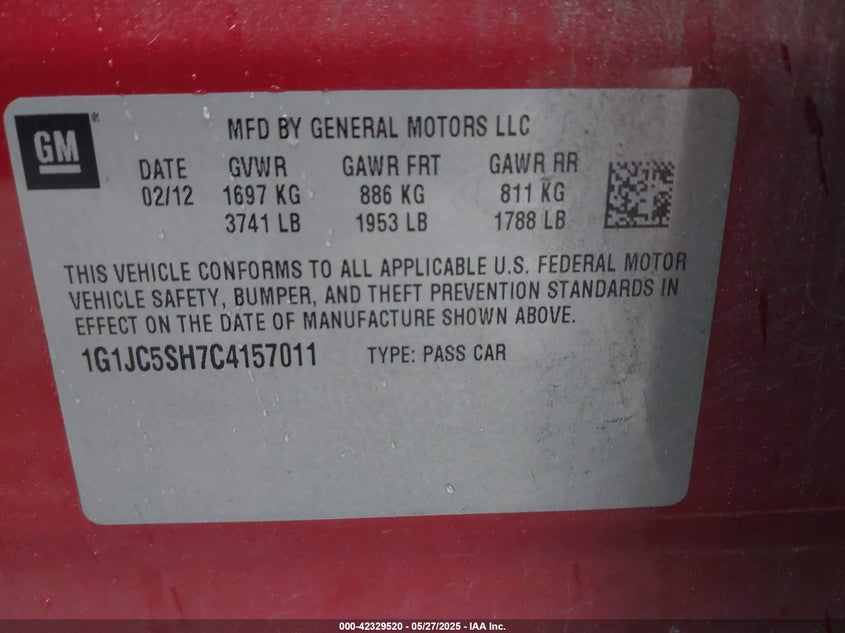 GM®
MFD BY GENERAL MOTORS LLC
DATE GVWR GAWR FRT GAWR RR
02/12 1697 KG 886 KG 811 KG
3741 LB 1953 LB 1788 LB
THIS VEHICLE CONFORMS TO ALL APPLICABLE U.S. FEDERAL MOTOR
VEHICLE SAFETY, BUMPER, AND THEFT PREVENTION STANDARDS IN
EFFECT ON THE DATE OF MANUFACTURE SHOWN ABOVE.
1G1JC5SH7C4157011 TYPE: PASS CAR
000-42329520 - 05/27/2025 - IAA Inc.